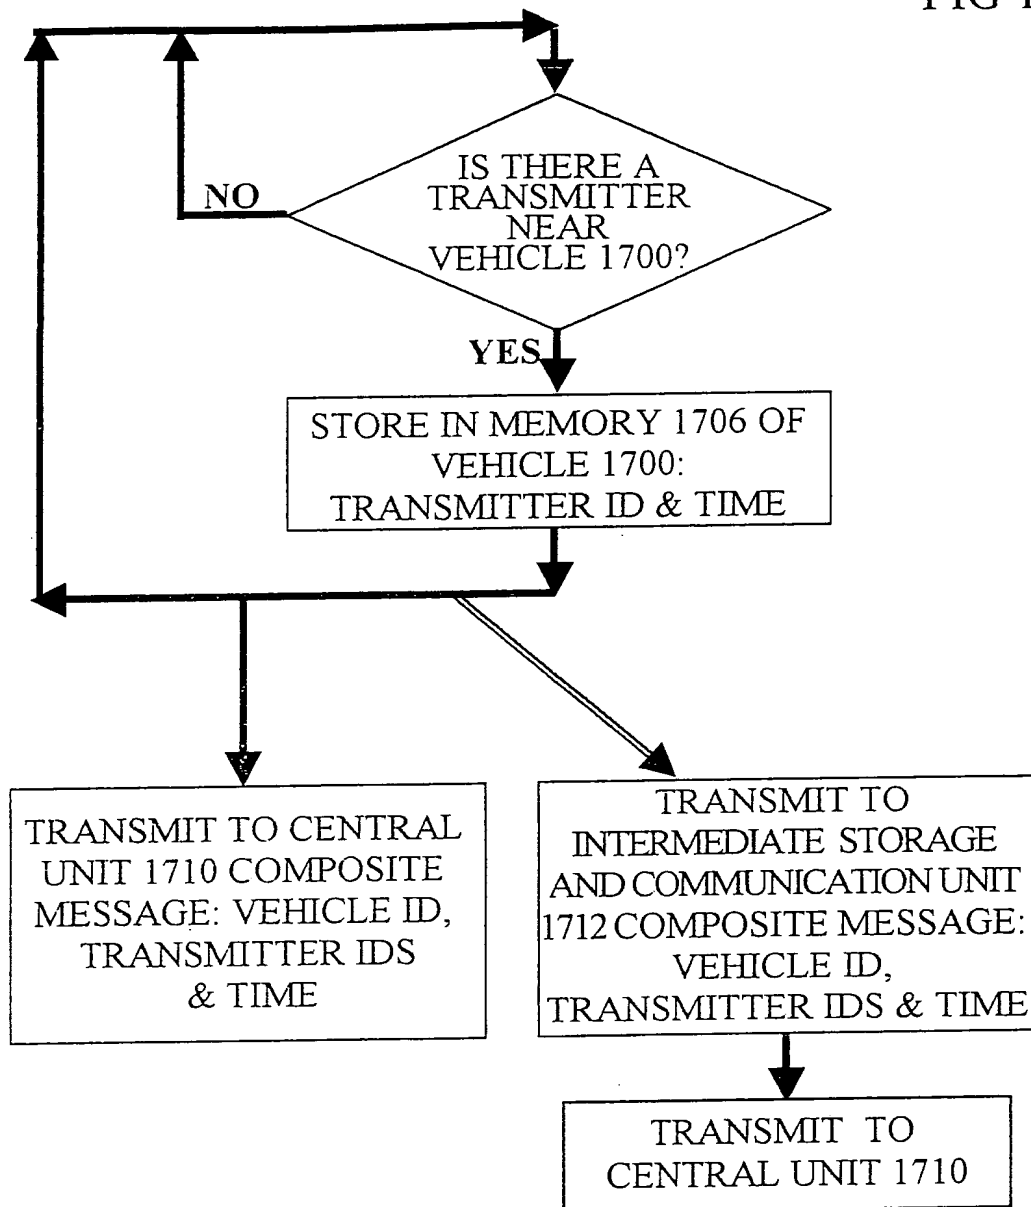 FIG 1
IS THERE A
TRANSMITTER
NEAR
VEHICLE 1700?
NO
YES
STORE IN MEMORY 1706 OF
VEHICLE 1700:
TRANSMITTER ID & TIME
TRANSMIT TO CENTRAL
UNIT 1710 COMPOSITE
MESSAGE: VEHICLE ID,
TRANSMITTER IDS
& TIME
TRANSMIT TO
INTERMEDIATE STORAGE
AND COMMUNICATION UNIT
1712 COMPOSITE MESSAGE:
VEHICLE ID,
TRANSMITTER IDS & TIME
TRANSMIT TO
CENTRAL UNIT 1710